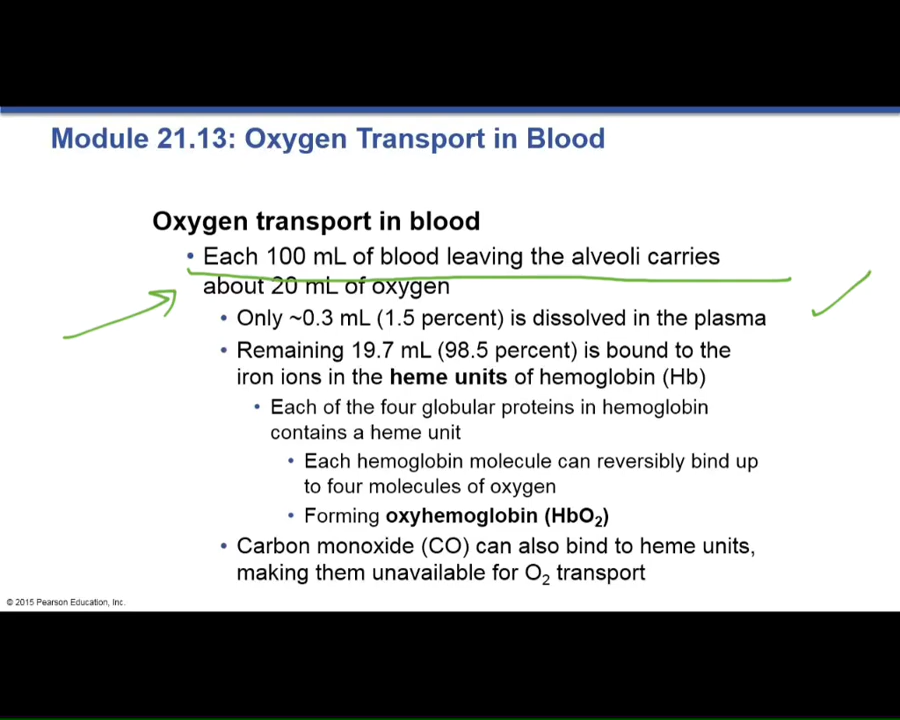 Module 21.13: Oxygen Transport in Blood
Oxygen transport in blood
• Each 100 mL of blood leaving the alveoli carries
about 20 mL of oxygen
• Only ~0.3 mL (1.5 percent) is dissolved in the plasma
• Remaining 19.7 mL (98.5 percent) is bound to the
iron ions in the heme units of hemoglobin (Hb)
• Each of the four globular proteins in hemoglobin
contains a heme unit
• Each hemoglobin molecule can reversibly bind up
to four molecules of oxygen
• Forming oxyhemoglobin (HbO₂)
• Carbon monoxide (CO) can also bind to heme units,
making them unavailable for O₂ transport
© 2015 Pearson Education, Inc.